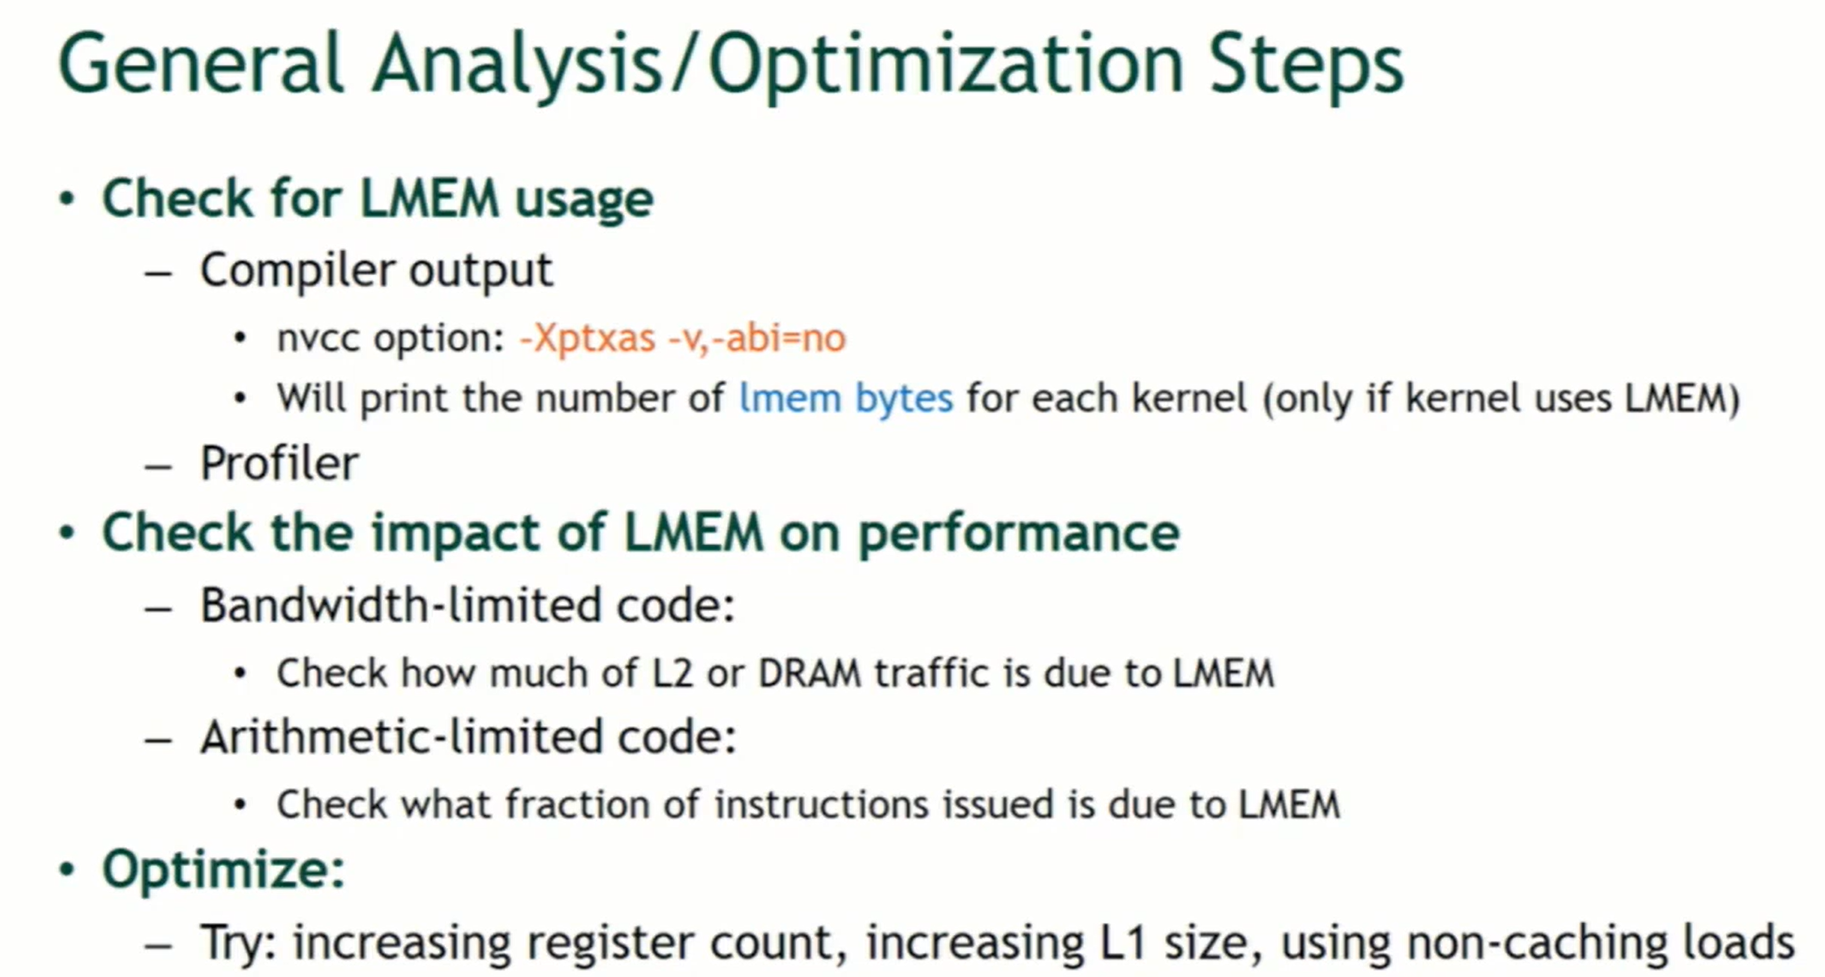 General Analysis/Optimization Steps
• Check for LMEM usage
– Compiler output
• nvcc option: -Xptxas -v,-abi=no
• Will print the number of lmem bytes for each kernel (only if kernel uses LMEM)
– Profiler
• Check the impact of LMEM on performance
– Bandwidth-limited code:
• Check how much of L2 or DRAM traffic is due to LMEM
– Arithmetic-limited code:
• Check what fraction of instructions issued is due to LMEM
• Optimize:
– Try: increasing register count, increasing L1 size, using non-caching loads